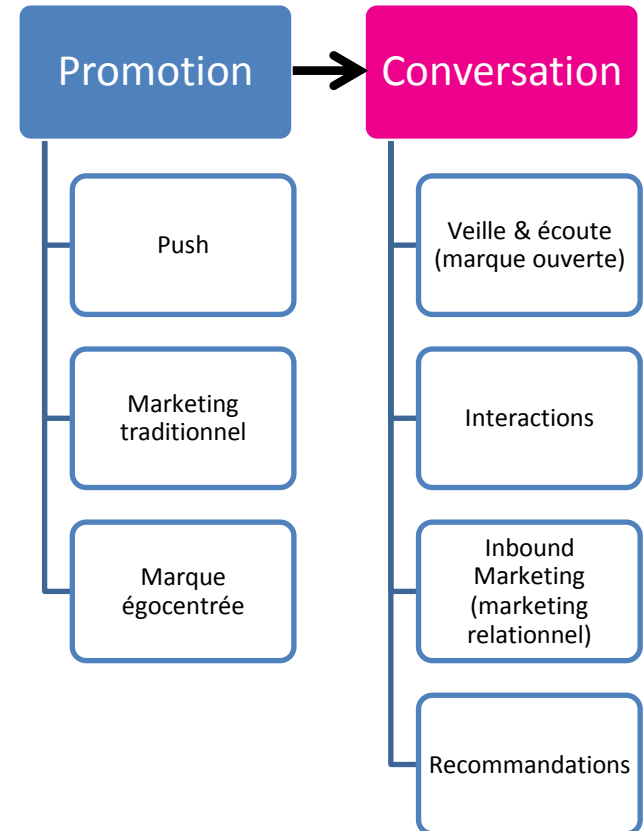 Promotion
Push
Marketing
traditionnel
Marque
égocentrée
Conversation
Veille & écoute
(marque ouverte)
Interactions
Inbound
Marketing
(marketing
relationnel)
Recommandations